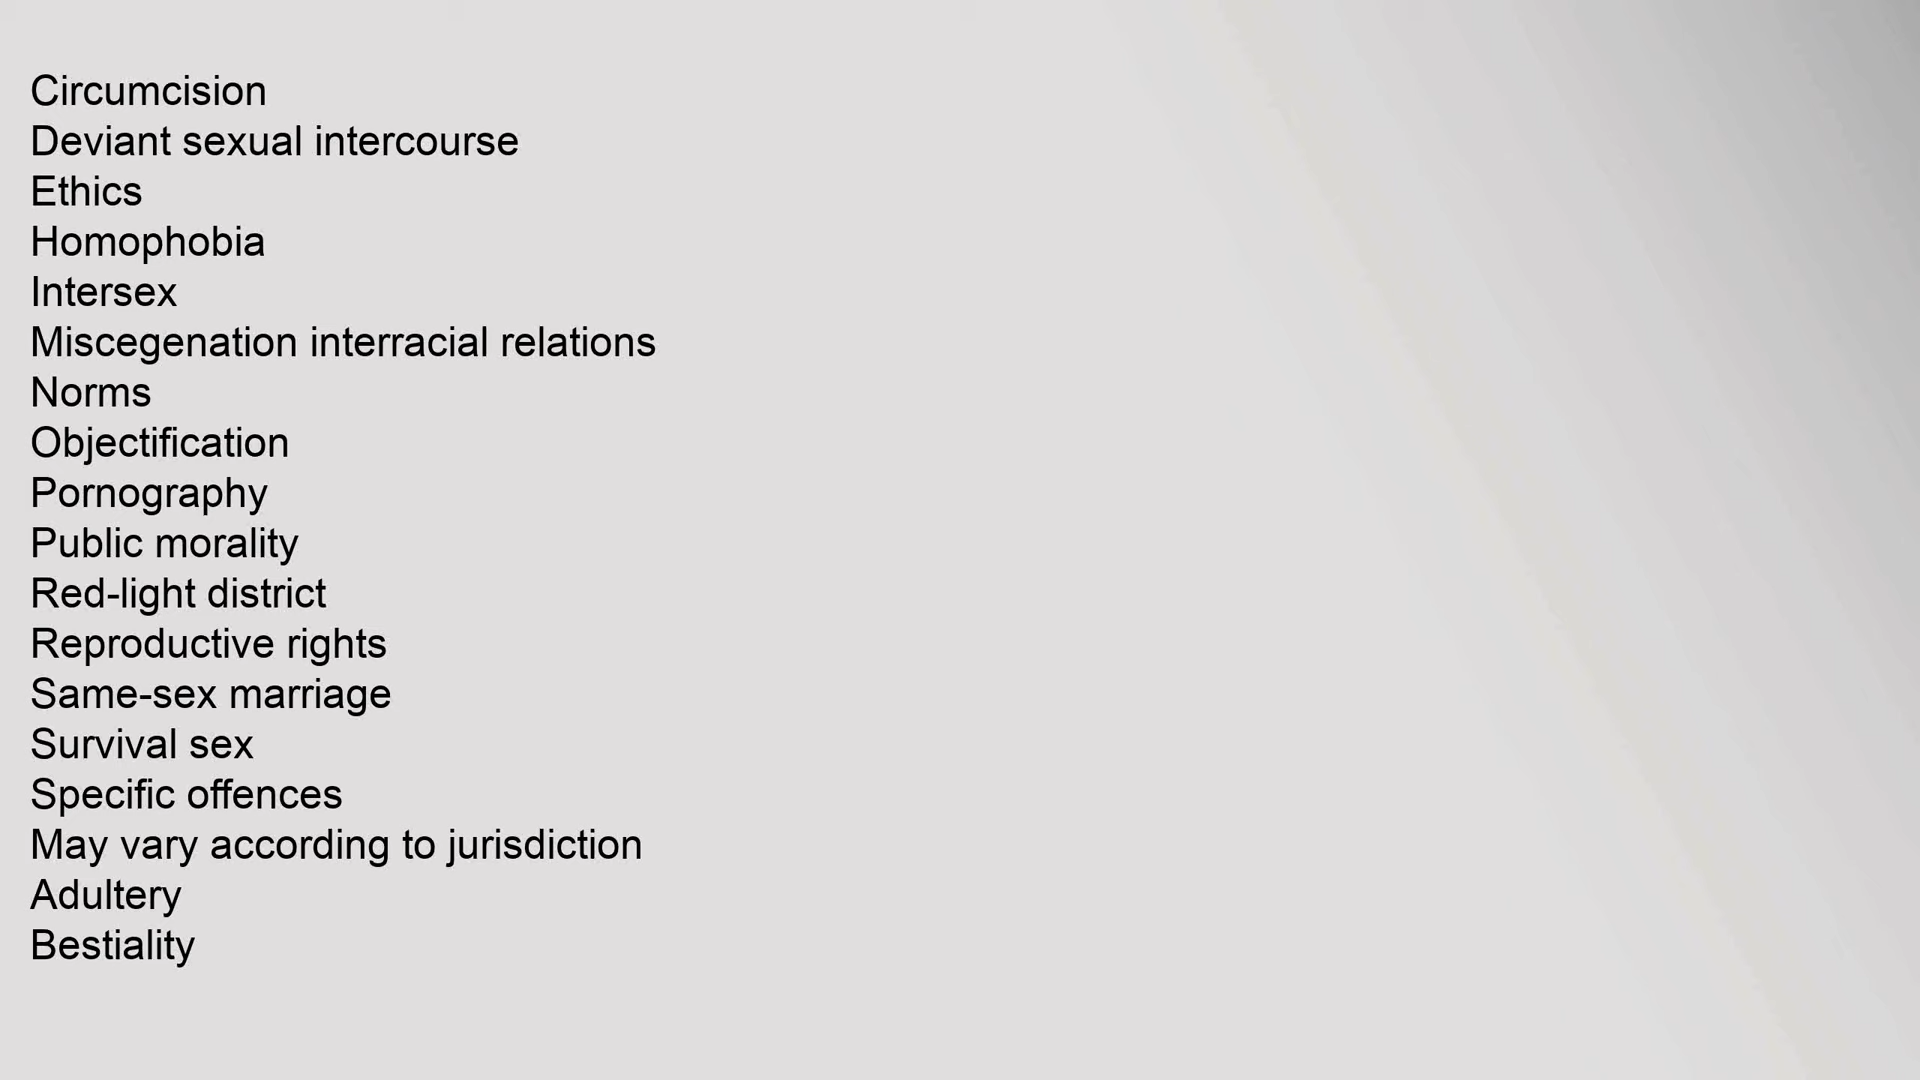 Circumcision
Deviant sexual intercourse
Ethics
Homophobia
Intersex
Miscegenation interracial relations
Norms
Objectification
Pornography
Public morality
Red-light district
Reproductive rights
Same-sex marriage
Survival sex
Specific offences
May vary according to jurisdiction
Adultery
Bestiality